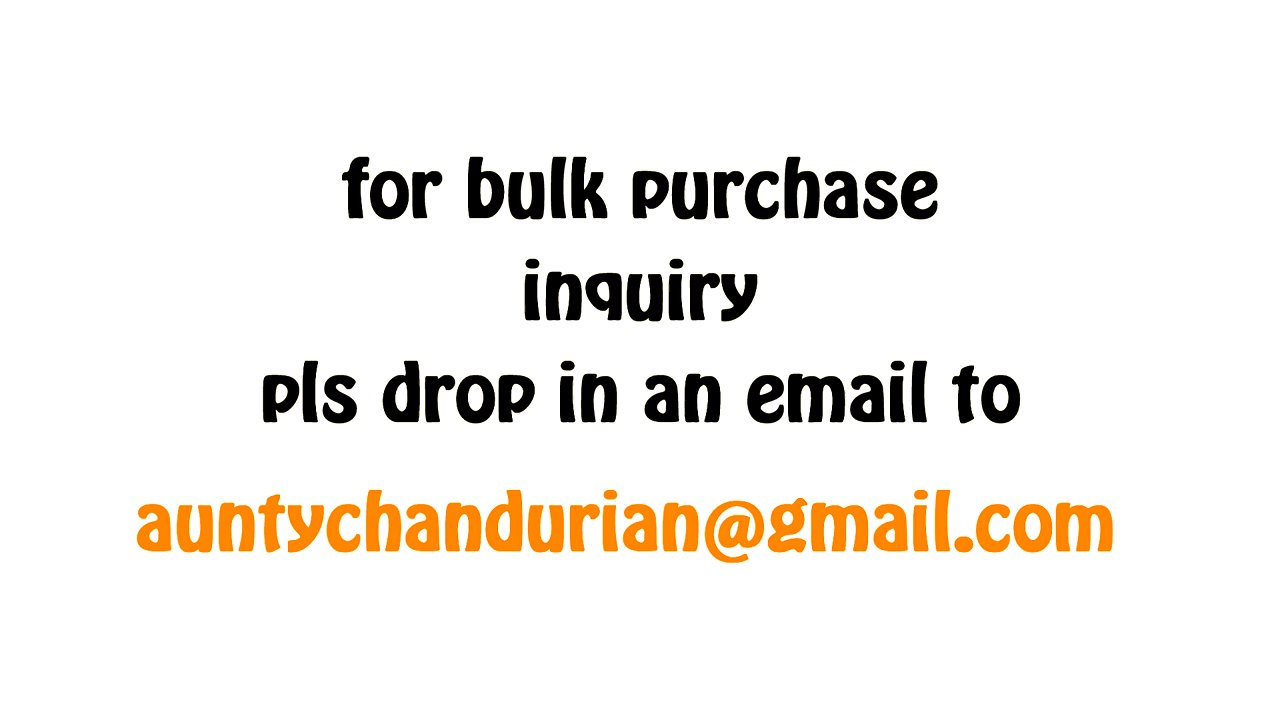 for bulk purchase
inquiry
pls drop in an email to
auntychandurian@gmail.com